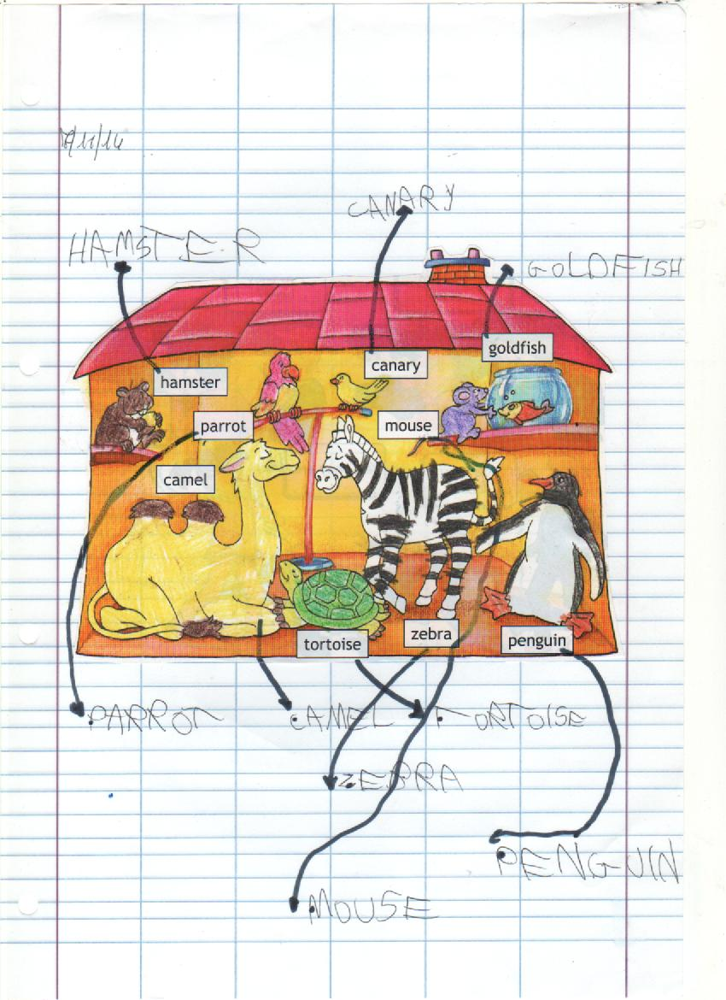 CANARY
HAMSTER
GOLDFISH
goldfish
canary
hamster
parrot
mouse
camel
zebra
tortoise
penguin
PARROT CAMEL TORTOISE
ZEBRA
PENGUIN
MOUSE